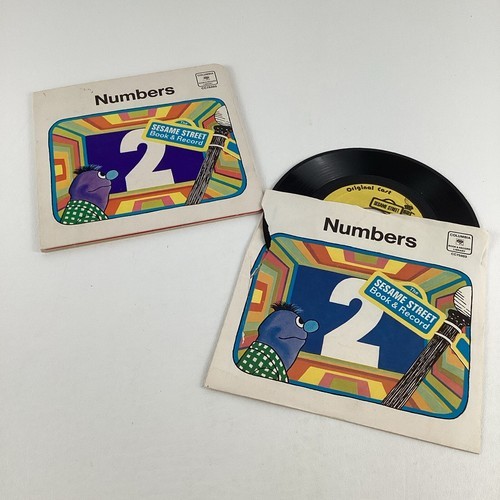 Numbers
COLUMBIA
The
SESAME STREET
Book & Record
2
Original Cast
SESAME STREET
Numbers
COLUMBIA
The
SESAME STREET
Book & Record
2